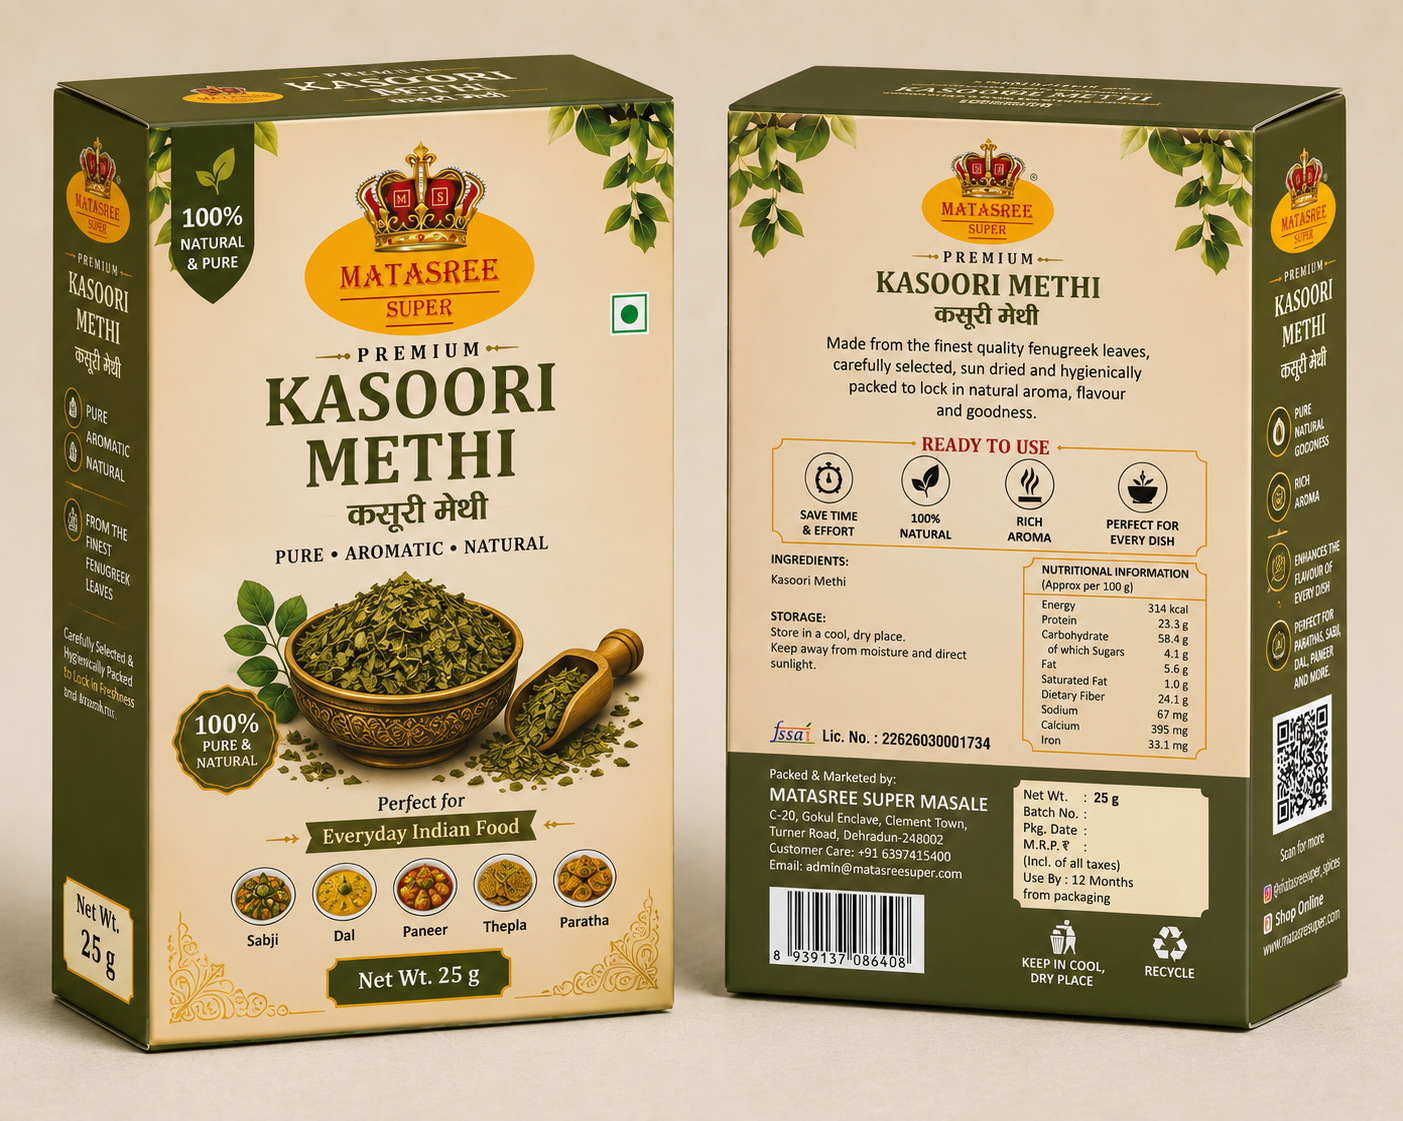 PREMIUM
KASOORI
METHI
कसूरी मेथी
MATASREE
SUPER
PREMIUM
KASOORI
METHI
कसूरी मेथी
PURE
AROMATIC
NATURAL
FROM THE
FINEST
FENUGREEK
LEAVES
Carefully Selected &
Hygienically Packed
to Lock in Freshness
and
Net Wt.
25 g
100%
NATURAL
& PURE
M S
MATASREE
SUPER
PREMIUM
KASOORI
METHI
कसूरी मेथी
PURE • AROMATIC • NATURAL
100%
PURE &
NATURAL
Perfect for
Everyday Indian Food
Sabji
Dal
Paneer
Thepla
Paratha
Net Wt. 25 g
MATASREE
SUPER
®
PREMIUM
KASOORI METHI
कसूरी मेथी
Made from the finest quality fenugreek leaves,
carefully selected, sun dried and hygienically
packed to lock in natural aroma, flavour
and goodness.
READY TO USE
SAVE TIME
& EFFORT
100%
NATURAL
RICH
AROMA
PERFECT FOR
EVERY DISH
INGREDIENTS:
Kasoori Methi
STORAGE:
Store in a cool, dry place.
Keep away from moisture and direct
sunlight.
fssai Lic. No. : 22626030001734
NUTRITIONAL INFORMATION
(Approx per 100 g)
Energy 314 kcal
Protein 23.3 g
Carbohydrate 58.4 g
of which Sugars 4.1 g
Fat 5.6 g
Saturated Fat 1.0 g
Dietary Fiber 24.1 g
Sodium 67 mg
Calcium 395 mg
Iron 33.1 mg
Packed & Marketed by:
MATASREE SUPER MASALE
C-20, Gokul Enclave, Clement Town,
Turner Road, Dehradun-248002
Customer Care: +91 6397415400
Email: admin@matasreesuper.com
8 939137 086408
Net Wt. : 25 g
Batch No. :
Pkg. Date :
M.R.P. ₹ :
(Incl. of all taxes)
Use By : 12 Months
from packaging
KEEP IN COOL,
DRY PLACE
RECYCLE
MATASREE
SUPER
PREMIUM
KASOORI
METHI
कसूरी मेथी
PURE
NATURAL
GOODNESS
RICH
AROMA
ENHANCES THE
FLAVOUR OF
EVERY DISH
PERFECT FOR
PARATHAS, SABJI,
DAL, PANEER
AND MORE.
Scan for more
@matasreesuper_spices
Shop Online
www.matasresuper.com